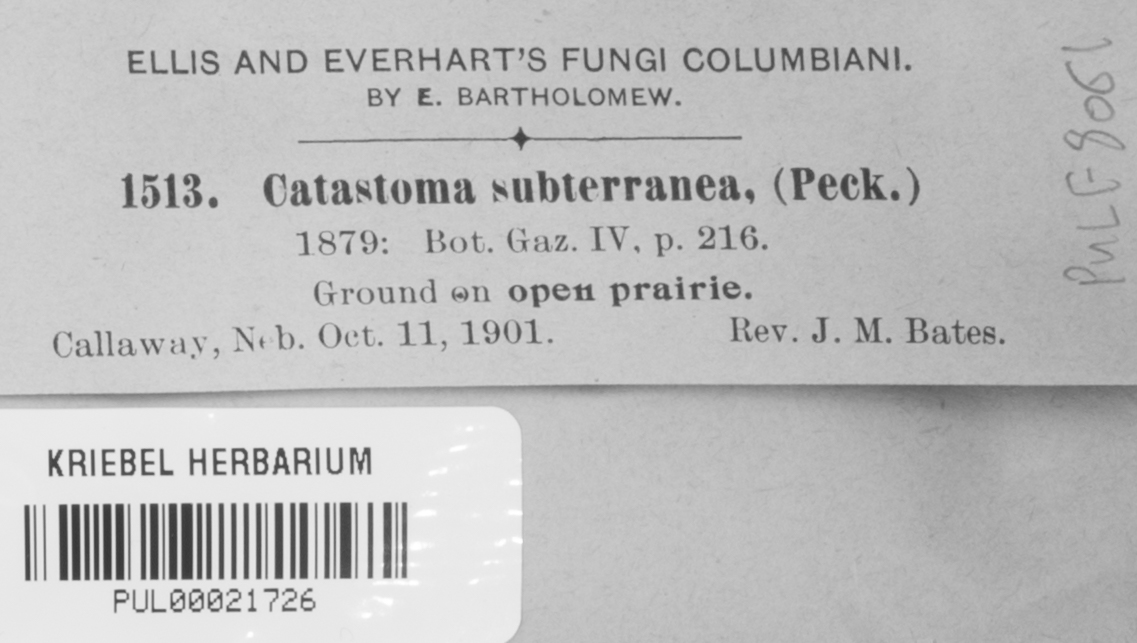 ELLIS AND EVERHART'S FUNGI COLUMBIANI.
BY E. BARTHOLOMEW.
1513. Catastoma subterranea, (Peck.)
1879: Bot. Gaz. IV, p. 216.
Ground on open prairie.
Callaway, Neb. Oct. 11, 1901. Rev. J. M. Bates.
PULF8061
KRIEBEL HERBARIUM
PUL00021726